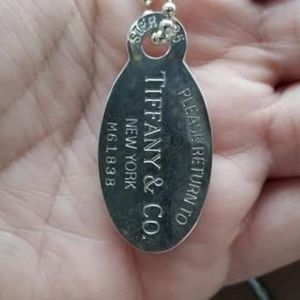 PLEASE RETURN TO
TIFFANY & CO.
NEW YORK
M61838